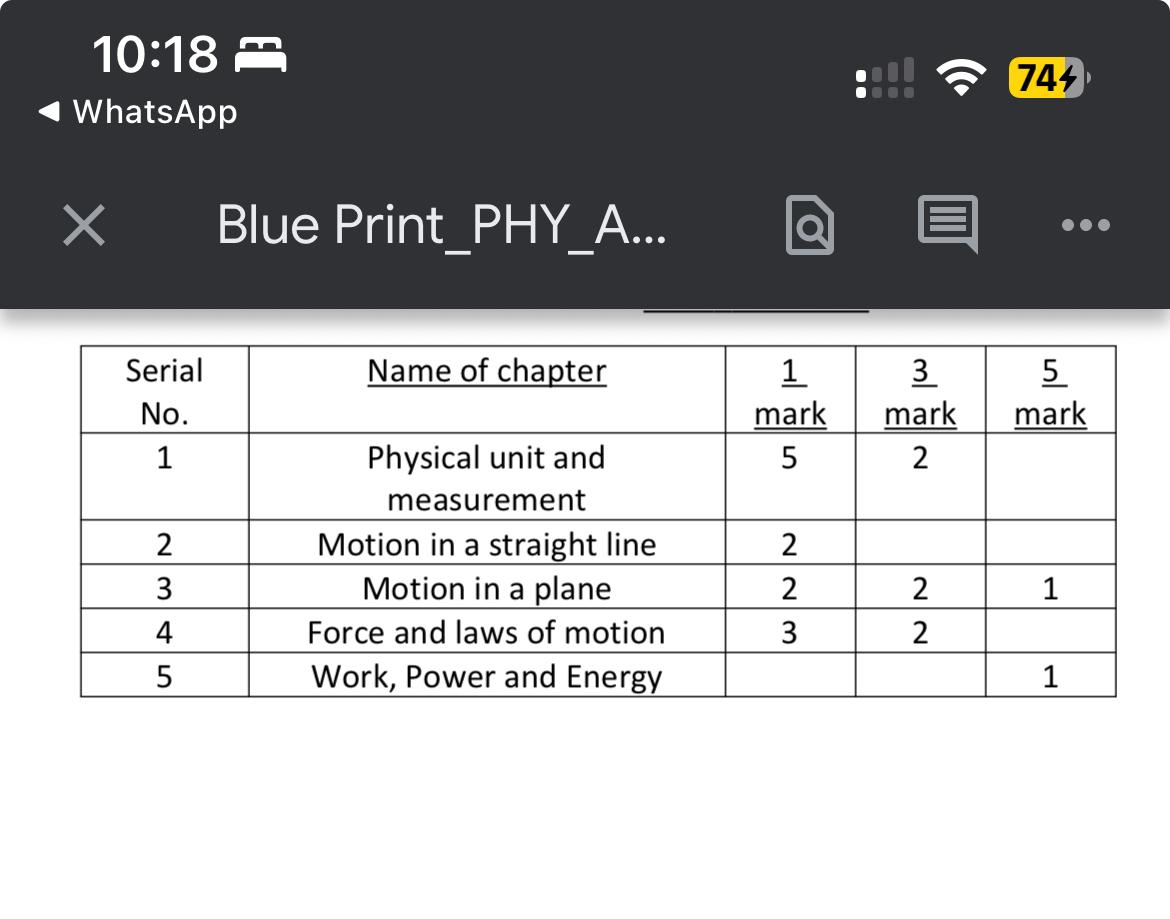 10:18
74
WhatsApp
Blue Print_PHY_A...
Serial No. Name of chapter 1 mark 3 mark 5 mark
1 Physical unit and measurement 5 2
2 Motion in a straight line 2
3 Motion in a plane 2 2 1
4 Force and laws of motion 3 2
5 Work, Power and Energy 1